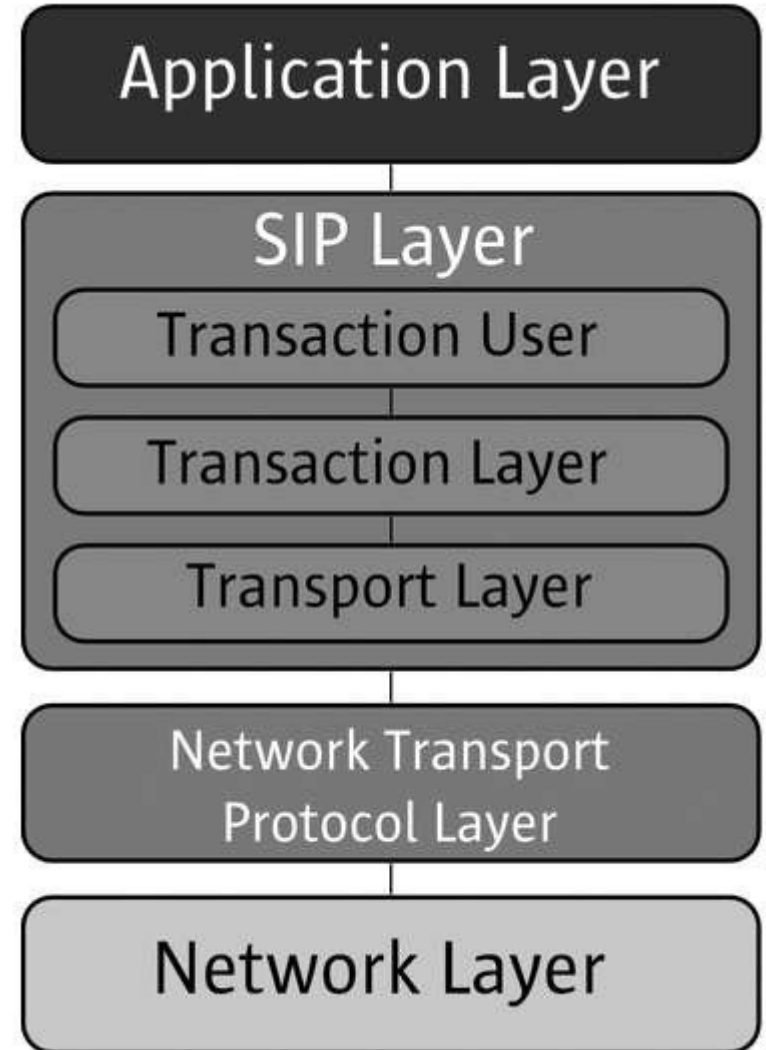 Application Layer
SIP Layer
Transaction User
Transaction Layer
Transport Layer
Network Transport
Protocol Layer
Network Layer